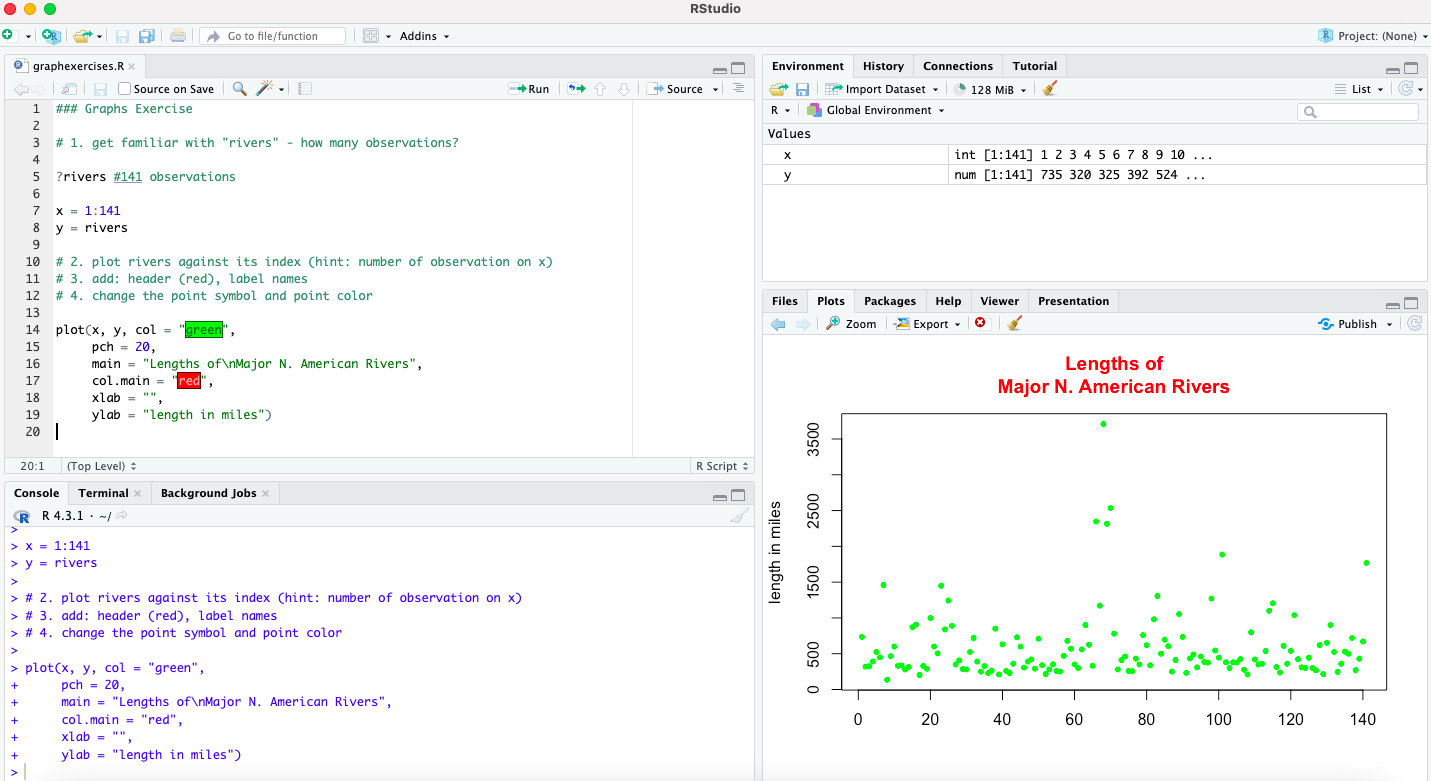 RStudio
Go to file/function
Addins
Project: (None)
graphexercises.R
Source on Save
Run
Source
1 ### Graphs Exercise
2
3 # 1. get familiar with "rivers" - how many observations?
4
5 ?rivers #141 observations
6
7 x = 1:141
8 y = rivers
9
10 # 2. plot rivers against its index (hint: number of observation on x)
11 # 3. add: header (red), label names
12 # 4. change the point symbol and point color
13
14 plot(x, y, col = "green",
15 pch = 20,
16 main = "Lengths of\nMajor N. American Rivers",
17 col.main = "red",
18 xlab = "",
19 ylab = "length in miles")
20
20:1 (Top Level) R Script
Console Terminal Background Jobs
R R 4.3.1 · ~/
>
> x = 1:141
> y = rivers
>
> # 2. plot rivers against its index (hint: number of observation on x)
> # 3. add: header (red), label names
> # 4. change the point symbol and point color
>
> plot(x, y, col = "green",
+ pch = 20,
+ main = "Lengths of\nMajor N. American Rivers",
+ col.main = "red",
+ xlab = "",
+ ylab = "length in miles")
>
Environment History Connections Tutorial
Import Dataset 128 MiB List
R Global Environment
Values
x int [1:141] 1 2 3 4 5 6 7 8 9 10 ...
y num [1:141] 735 320 325 392 524 ...
Files Plots Packages Help Viewer Presentation
Zoom Export Publish
Lengths of
Major N. American Rivers
length in miles
3500
2500
1500
500
0
0 20 40 60 80 100 120 140